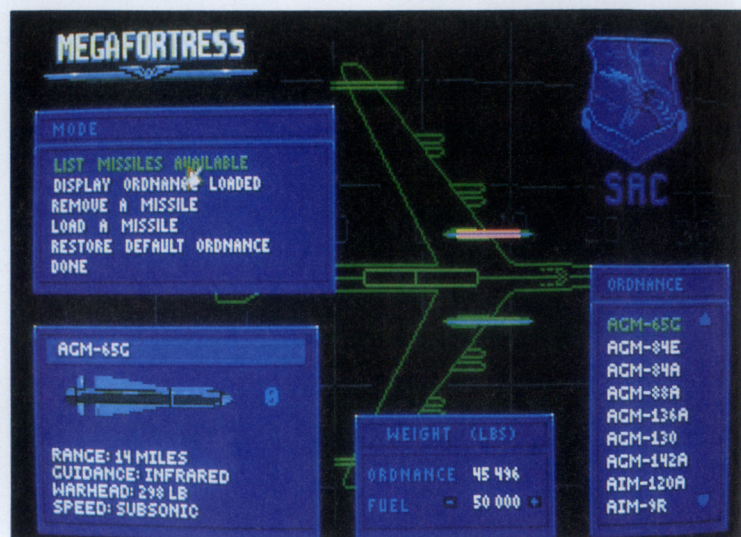 MEGAFORTRESS
MODE
LIST MISSILES AVAILABLE
DISPLAY ORDNANCE LOADED
REMOVE A MISSILE
LOAD A MISSILE
RESTORE DEFAULT ORDNANCE
DONE
SAC
AGM-65G
0
RANGE: 14 MILES
GUIDANCE: INFRARED
WARHEAD: 298 LB
SPEED: SUBSONIC
WEIGHT (LBS)
ORDNANCE 45 496
FUEL - 50 000 +
ORDNANCE
AGM-65G
AGM-84E
AGM-84A
AGM-88A
AGM-136A
AGM-130
AGM-142A
AIM-120A
AIM-9R